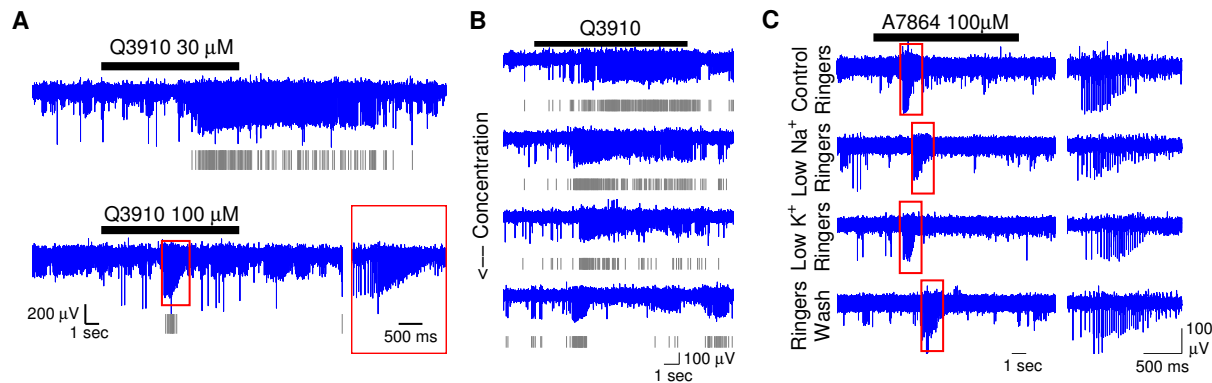 A
Q3910 30 µM
Q3910 100 µM
200 µV
1 sec
500 ms
B
Q3910
<--- Concentration
100 µV
1 sec
C
A7864 100µM
Control
Ringers
Low Na⁺
Ringers
Low K⁺
Ringers
Ringers
Wash
1 sec
500 ms
100
µV